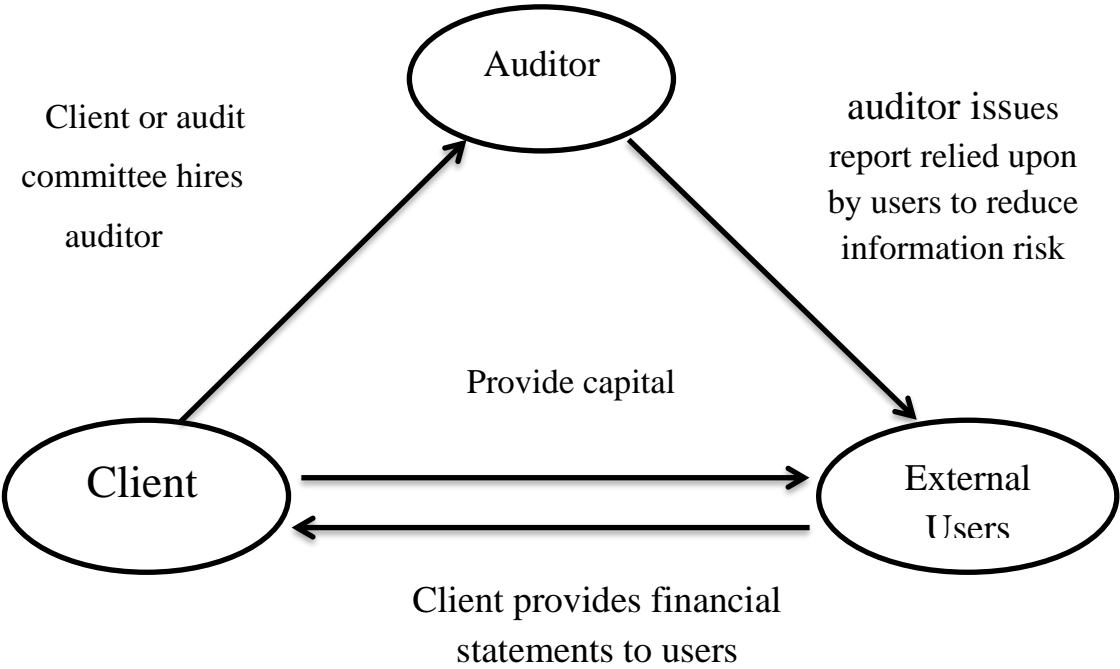 Auditor
Client or audit
committee hires
auditor
auditor issues
report relied upon
by users to reduce
information risk
Provide capital
Client
External
Users
Client provides financial
statements to users